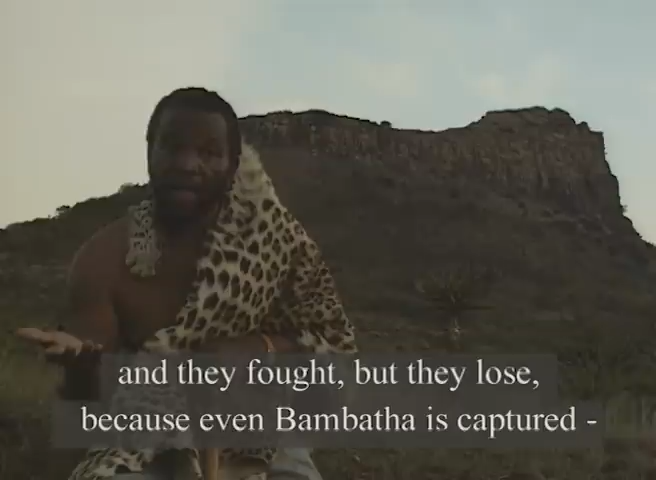 and they fought, but they lose,
because even Bambatha is captured -